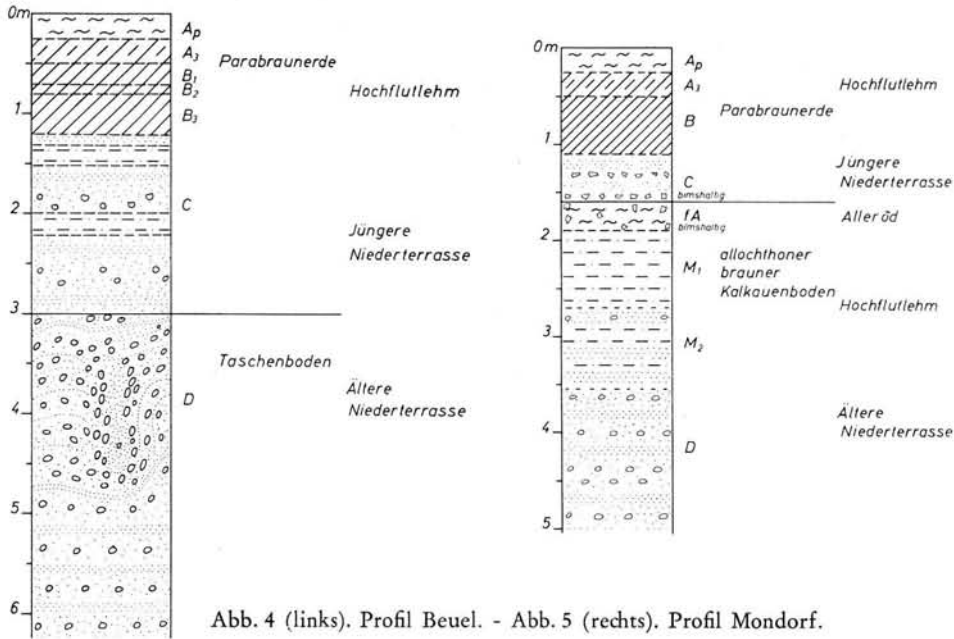 0m
Ap
A3
Parabraunerde
B1
B2
Hochflutlehm
B3
1
C
2
Jüngere
Niederterrasse
3
Taschenboden
D
Ältere
Niederterrasse
4
5
6
0m
Ap
A3
Hochflutlehm
B
Parabraunerde
1
Jüngere
Niederterrasse
C
bimshaltig
fA
Alleröd
bimshaltig
2
M1
allochthoner
brauner
Kalkauenboden
Hochflutlehm
3
M2
Ältere
Niederterrasse
4
D
5
Abb. 4 (links). Profil Beuel. - Abb. 5 (rechts). Profil Mondorf.